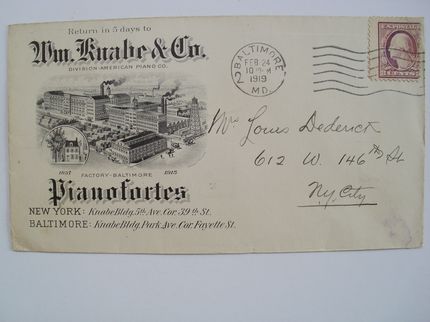 Return in 5 days to
Wm. Knabe & Co.
DIVISION-AMERICAN PIANO CO.
1837 FACTORY-BALTIMORE 1915
Pianofortes
NEW YORK: Knabe Bldg. 5th Ave. Cor. 39th St.
BALTIMORE: Knabe Bldg. Park Ave. Cor. Fayette St.
BALTIMORE
FEB 24
1919
MD.
Mrs Louis Dederick
612 W. 146th St
Ny City